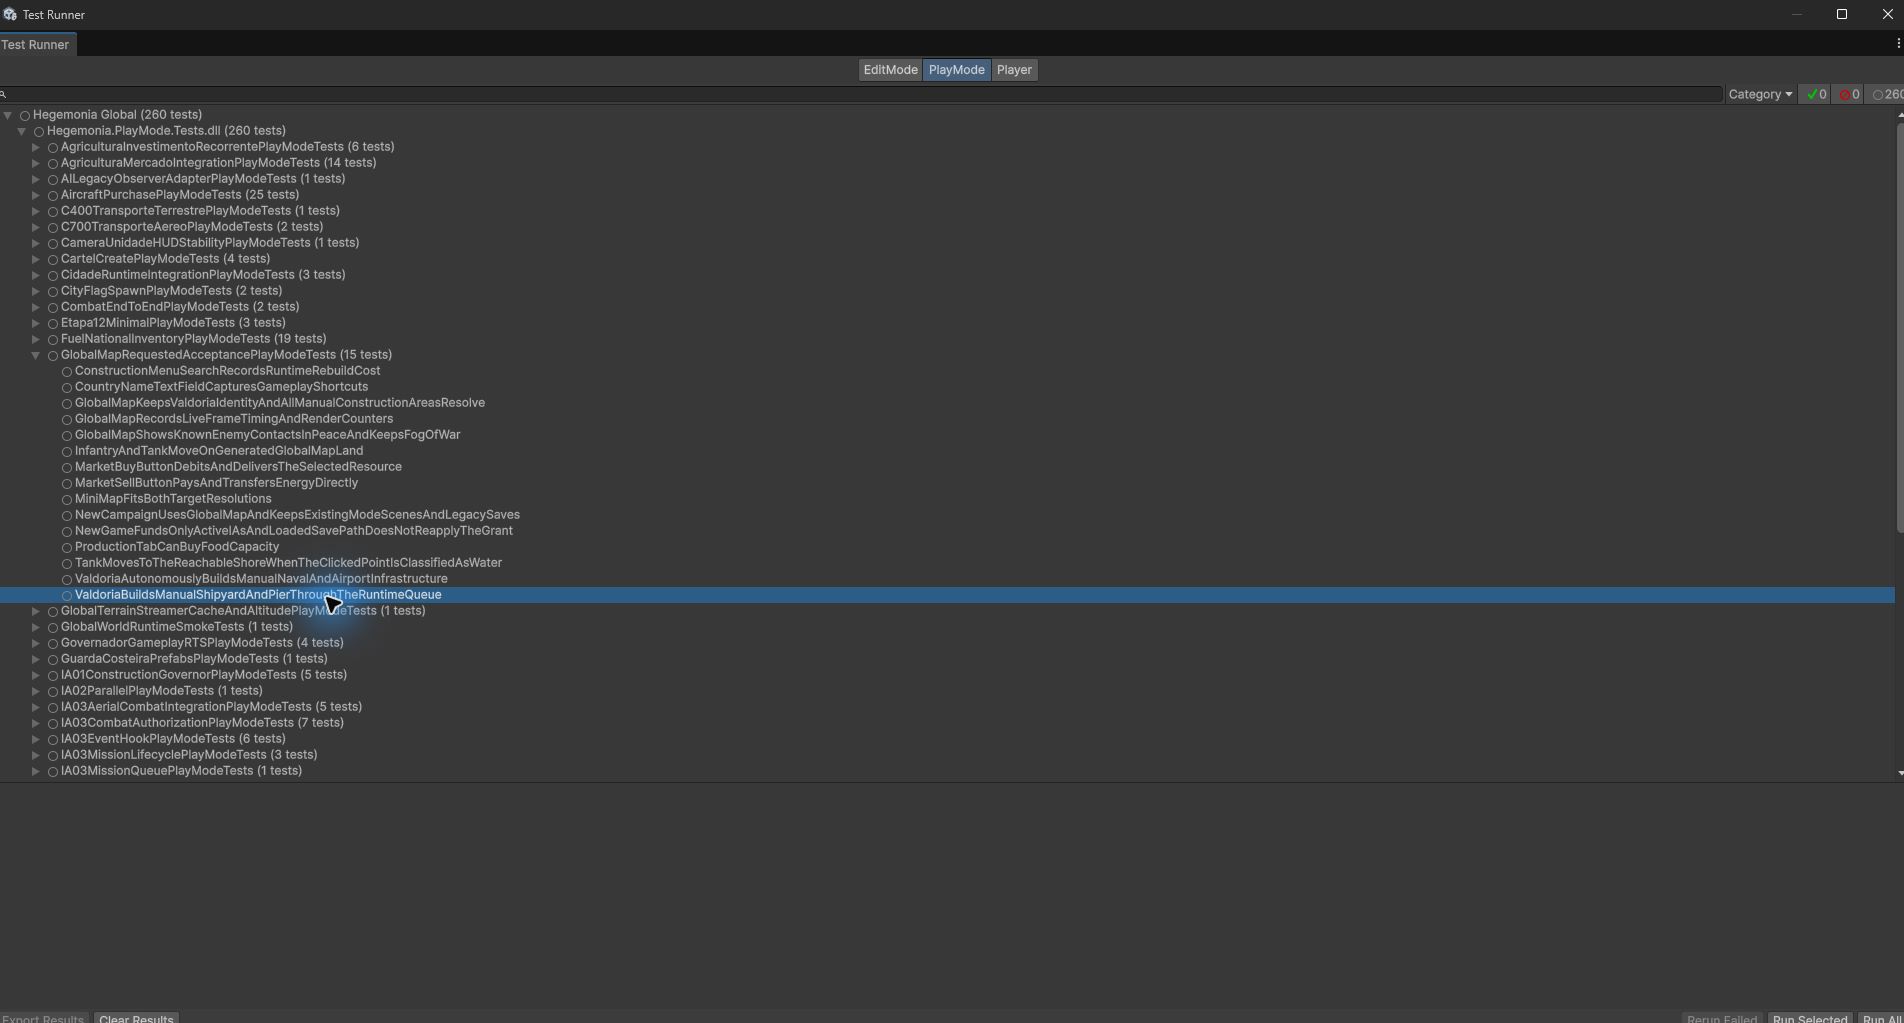 Test Runner
Test Runner
EditMode PlayMode Player
Category 0 0 260
Hegemonia Global (260 tests)
Hegemonia.PlayMode.Tests.dll (260 tests)
AgriculturaInvestimentoRecorrentePlayModeTests (6 tests)
AgriculturaMercadoIntegrationPlayModeTests (14 tests)
AILegacyObserverAdapterPlayModeTests (1 tests)
AircraftPurchasePlayModeTests (25 tests)
C400TransporteTerrestrePlayModeTests (1 tests)
C700TransporteAereoPlayModeTests (2 tests)
CameraUnidadeHUDStabilityPlayModeTests (1 tests)
CartelCreatePlayModeTests (4 tests)
CidadeRuntimeIntegrationPlayModeTests (3 tests)
CityFlagSpawnPlayModeTests (2 tests)
CombatEndToEndPlayModeTests (2 tests)
Etapa12MinimalPlayModeTests (3 tests)
FuelNationalInventoryPlayModeTests (19 tests)
GlobalMapRequestedAcceptancePlayModeTests (15 tests)
ConstructionMenuSearchRecordsRuntimeRebuildCost
CountryNameTextFieldCapturesGameplayShortcuts
GlobalMapKeepsValdoriaIdentityAndAllManualConstructionAreasResolve
GlobalMapRecordsLiveFrameTimingAndRenderCounters
GlobalMapShowsKnownEnemyContactsInPeaceAndKeepsFogOfWar
InfantryAndTankMoveOnGeneratedGlobalMapLand
MarketBuyButtonDebitsAndDeliversTheSelectedResource
MarketSellButtonPaysAndTransfersEnergyDirectly
MiniMapFitsBothTargetResolutions
NewCampaignUsesGlobalMapAndKeepsExistingModeScenesAndLegacySaves
NewGameFundsOnlyActiveIAsAndLoadedSavePathDoesNotReapplyTheGrant
ProductionTabCanBuyFoodCapacity
TankMovesToTheReachableShoreWhenTheClickedPointIsClassifiedAsWater
ValdoriaAutonomouslyBuildsManualNavalAndAirportInfrastructure
ValdoriaBuildsManualShipyardAndPierThroughTheRuntimeQueue
GlobalTerrainStreamerCacheAndAltitudePlayModeTests (1 tests)
GlobalWorldRuntimeSmokeTests (1 tests)
GovernadorGameplayRTSPlayModeTests (4 tests)
GuardaCosteiraPrefabsPlayModeTests (1 tests)
IA01ConstructionGovernorPlayModeTests (5 tests)
IA02ParallelPlayModeTests (1 tests)
IA03AerialCombatIntegrationPlayModeTests (5 tests)
IA03CombatAuthorizationPlayModeTests (7 tests)
IA03EventHookPlayModeTests (6 tests)
IA03MissionLifecyclePlayModeTests (3 tests)
IA03MissionQueuePlayModeTests (1 tests)
Export Results Clear Results Rerun Failed Run Selected Run All